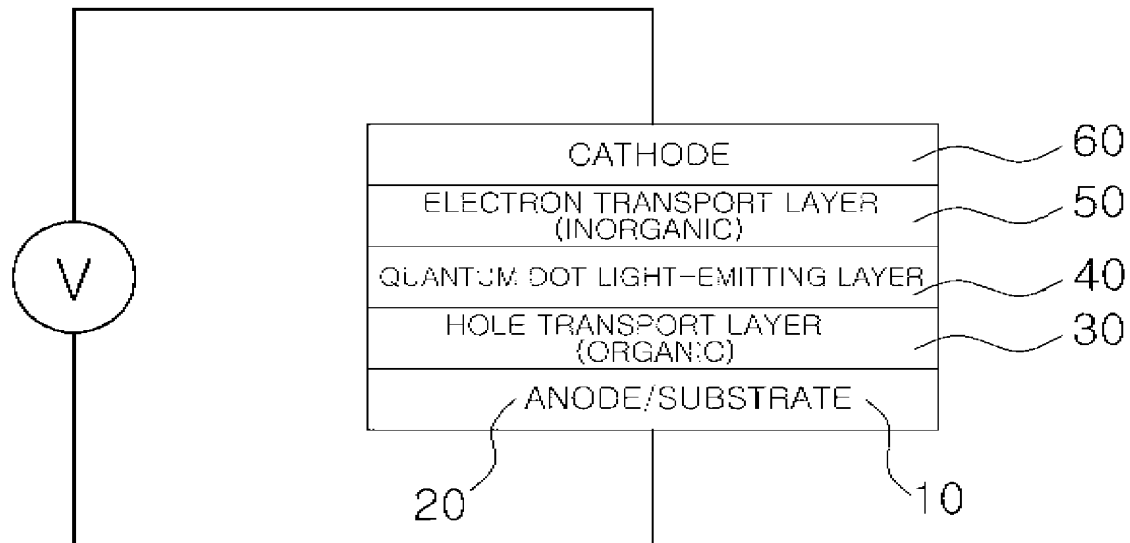 CATHODE
60
ELECTRON TRANSPORT LAYER
(INORGANIC)
50
V
QUANTUM DOT LIGHT-EMITTING LAYER
40
HOLE TRANSPORT LAYER
(ORGANIC)
30
ANODE/SUBSTRATE
20
10